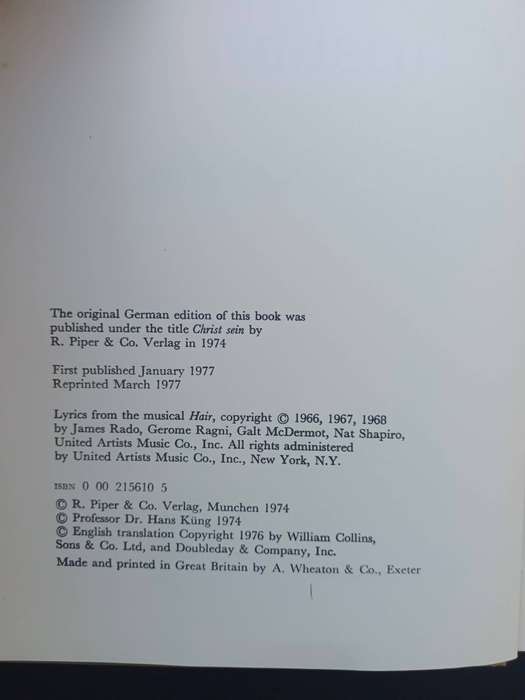 The original German edition of this book was
published under the title Christ sein by
R. Piper & Co. Verlag in 1974
First published January 1977
Reprinted March 1977
Lyrics from the musical Hair, copyright © 1966, 1967, 1968
by James Rado, Gerome Ragni, Galt McDermot, Nat Shapiro,
United Artists Music Co., Inc. All rights administered
by United Artists Music Co., Inc., New York, N.Y.
ISBN 0 00 215610 5
© R. Piper & Co. Verlag, Munchen 1974
© Professor Dr. Hans Küng 1974
© English translation Copyright 1976 by William Collins,
Sons & Co. Ltd, and Doubleday & Company, Inc.
Made and printed in Great Britain by A. Wheaton & Co., Exeter